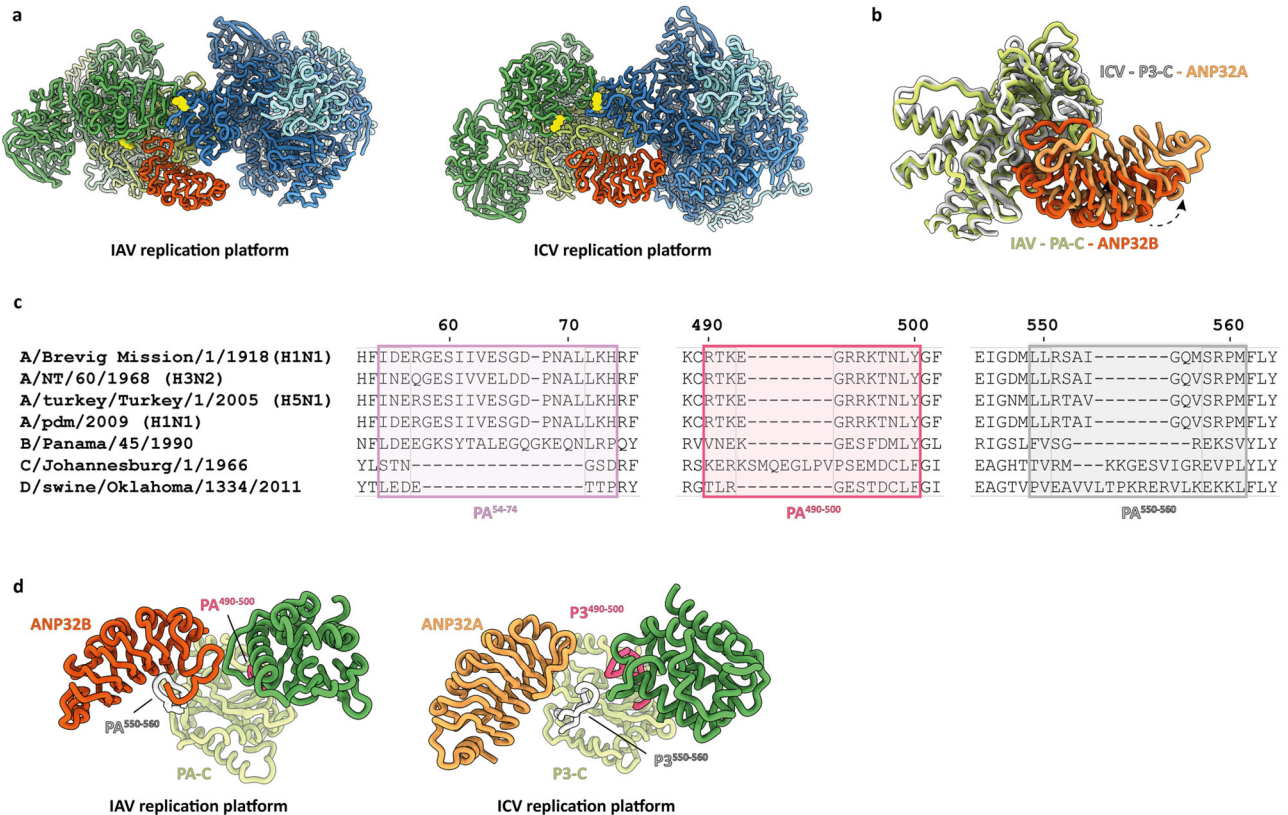 a
b
IAV replication platform
ICV replication platform
ICV - P3-C - ANP32A
IAV - PA-C - ANP32B
c
60 70 490 500 550 560
A/Brevig Mission/1/1918(H1N1) HFIDERGESIIVESGD-PNALLKHRF KCRTKE--------GRRKTNLYGF EIGDMLLRSAI-------GQMSRPMFLY
A/NT/60/1968 (H3N2) HFINEQGESIVVELDD-PNALLKHRF KCRTKE--------GRRKTNLYGF EIGDMLLRSAI-------GQVSRPMFLY
A/turkey/Turkey/1/2005 (H5N1) HFINERSESIIVESGD-PNALLKHRF KCRTKE--------GRRKTNLYGF EIGDMLLRTAV-------GQVSRPMFLY
A/pdm/2009 (H1N1) HFIDERGESIIVESGD-PNALLKHRF KCRTKE--------GRRKTNLYGF EIGDMLLRTAI-------GQVSRPMFLY
B/Panama/45/1990 NFLDEEGKSYTALEGQGKEQNLRPQY RVVNEK--------GESFDMLYGL RIGSLFVSG----------REKSVYLY
C/Johannesburg/1/1966 YLSTN---------------GSDRF RSKERKSMQEGLPVPSEMDCLFGI EAGHTTVRM---KKGESVIGREVPLYLY
D/swine/Oklahoma/1334/2011 YTLEDE--------------TTPRY RGTLR---------GESTDCLFGI EAGTVPVEAVVLTPKRERVLKEKKLFLY
PA54-74
PA490-500
PA550-560
d
ANP32B
PA490-500
PA550-560
PA-C
IAV replication platform
ANP32A
P3490-500
P3550-560
P3-C
ICV replication platform